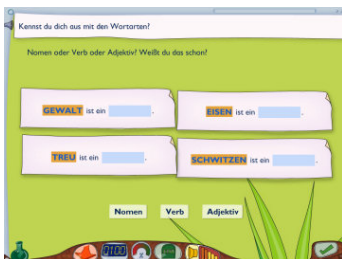 Kennst du dich aus mit den Wortarten?
Nomen oder Verb oder Adjektiv? Weißt du das schon?
GEWALT ist ein .
EISEN ist ein .
TREU ist ein .
SCHWITZEN ist ein .
Nomen Verb Adjektiv